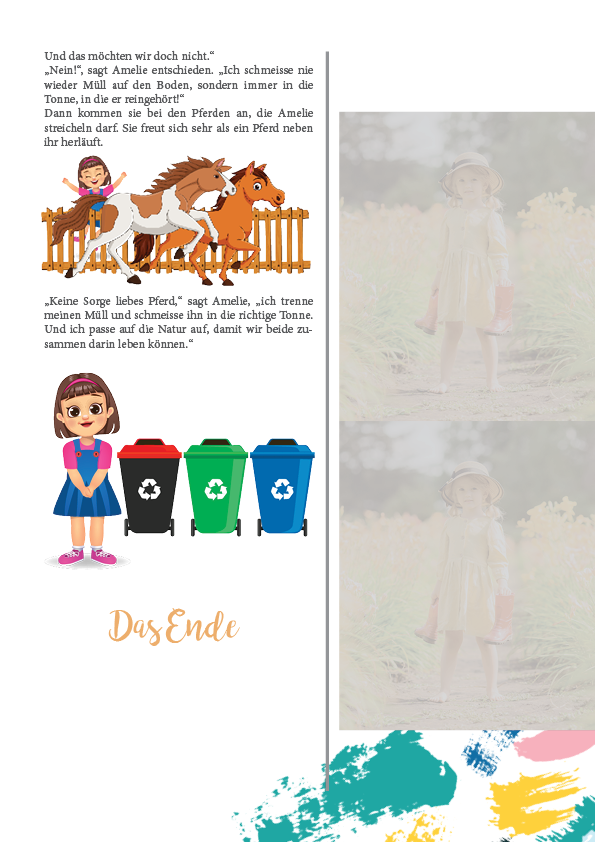 Und das möchten wir doch nicht.“
„Nein!“, sagt Amelie entschieden. „Ich schmeisse nie
wieder Müll auf den Boden, sondern immer in die
Tonne, in die er reingehört!“
Dann kommen sie bei den Pferden an, die Amelie
streicheln darf. Sie freut sich sehr als ein Pferd neben
ihr herläuft.
„Keine Sorge liebes Pferd,“ sagt Amelie, „ich trenne
meinen Müll und schmeisse ihn in die richtige Tonne.
Und ich passe auf die Natur auf, damit wir beide zu-
sammen darin leben können.“
Das Ende